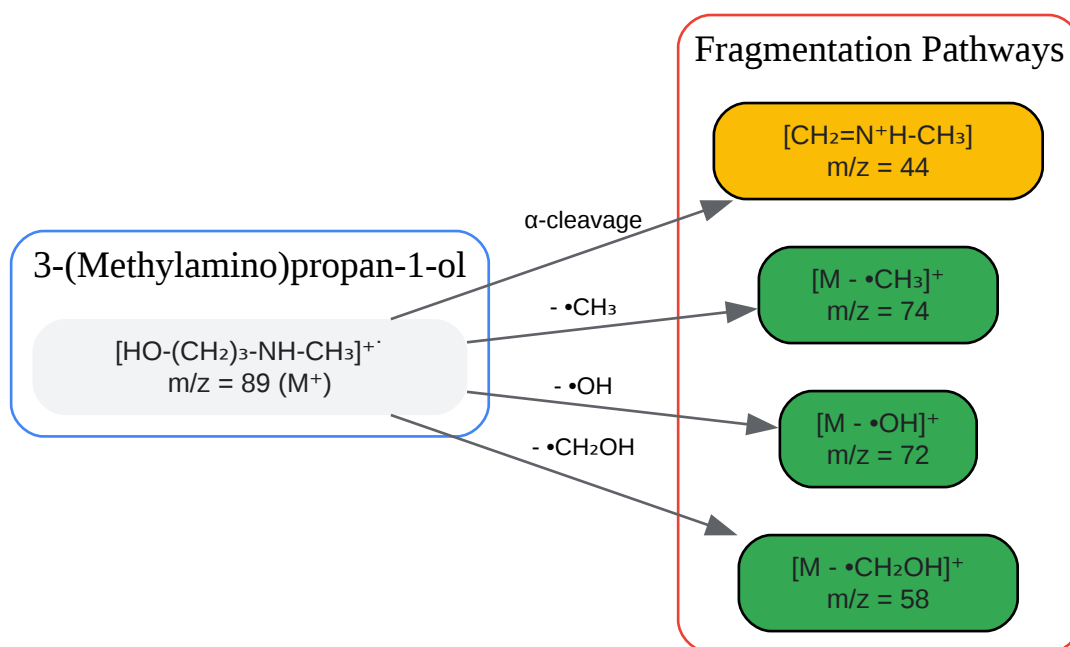 Fragmentation Pathways
[CH₂=N⁺H-CH₃]
m/z = 44
α-cleavage
3-(Methylamino)propan-1-ol
[HO-(CH₂)₃-NH-CH₃]⁺˙
m/z = 89 (M⁺)
- •CH₃
[M - •CH₃]⁺
m/z = 74
- •OH
[M - •OH]⁺
m/z = 72
- •CH₂OH
[M - •CH₂OH]⁺
m/z = 58